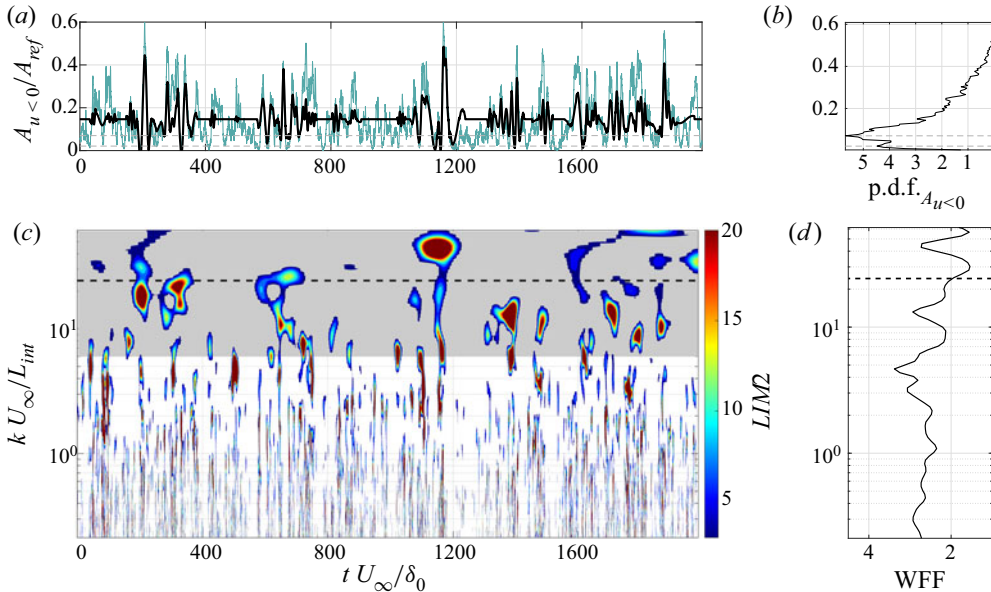 (a)
0.6
0.4
0.2
0
A_{u<0}/A_{ref}
0 400 800 1200 1600
(b)
0.6
0.4
0.2
5 4 3 2 1
p.d.f._{A_{u<0}}
(c)
10^1
10^0
k U_∞/L_{int}
0 400 800 1200 1600
t U_∞/δ_0
20
15
10
5
LIM2
(d)
10^1
10^0
4 2
WFF